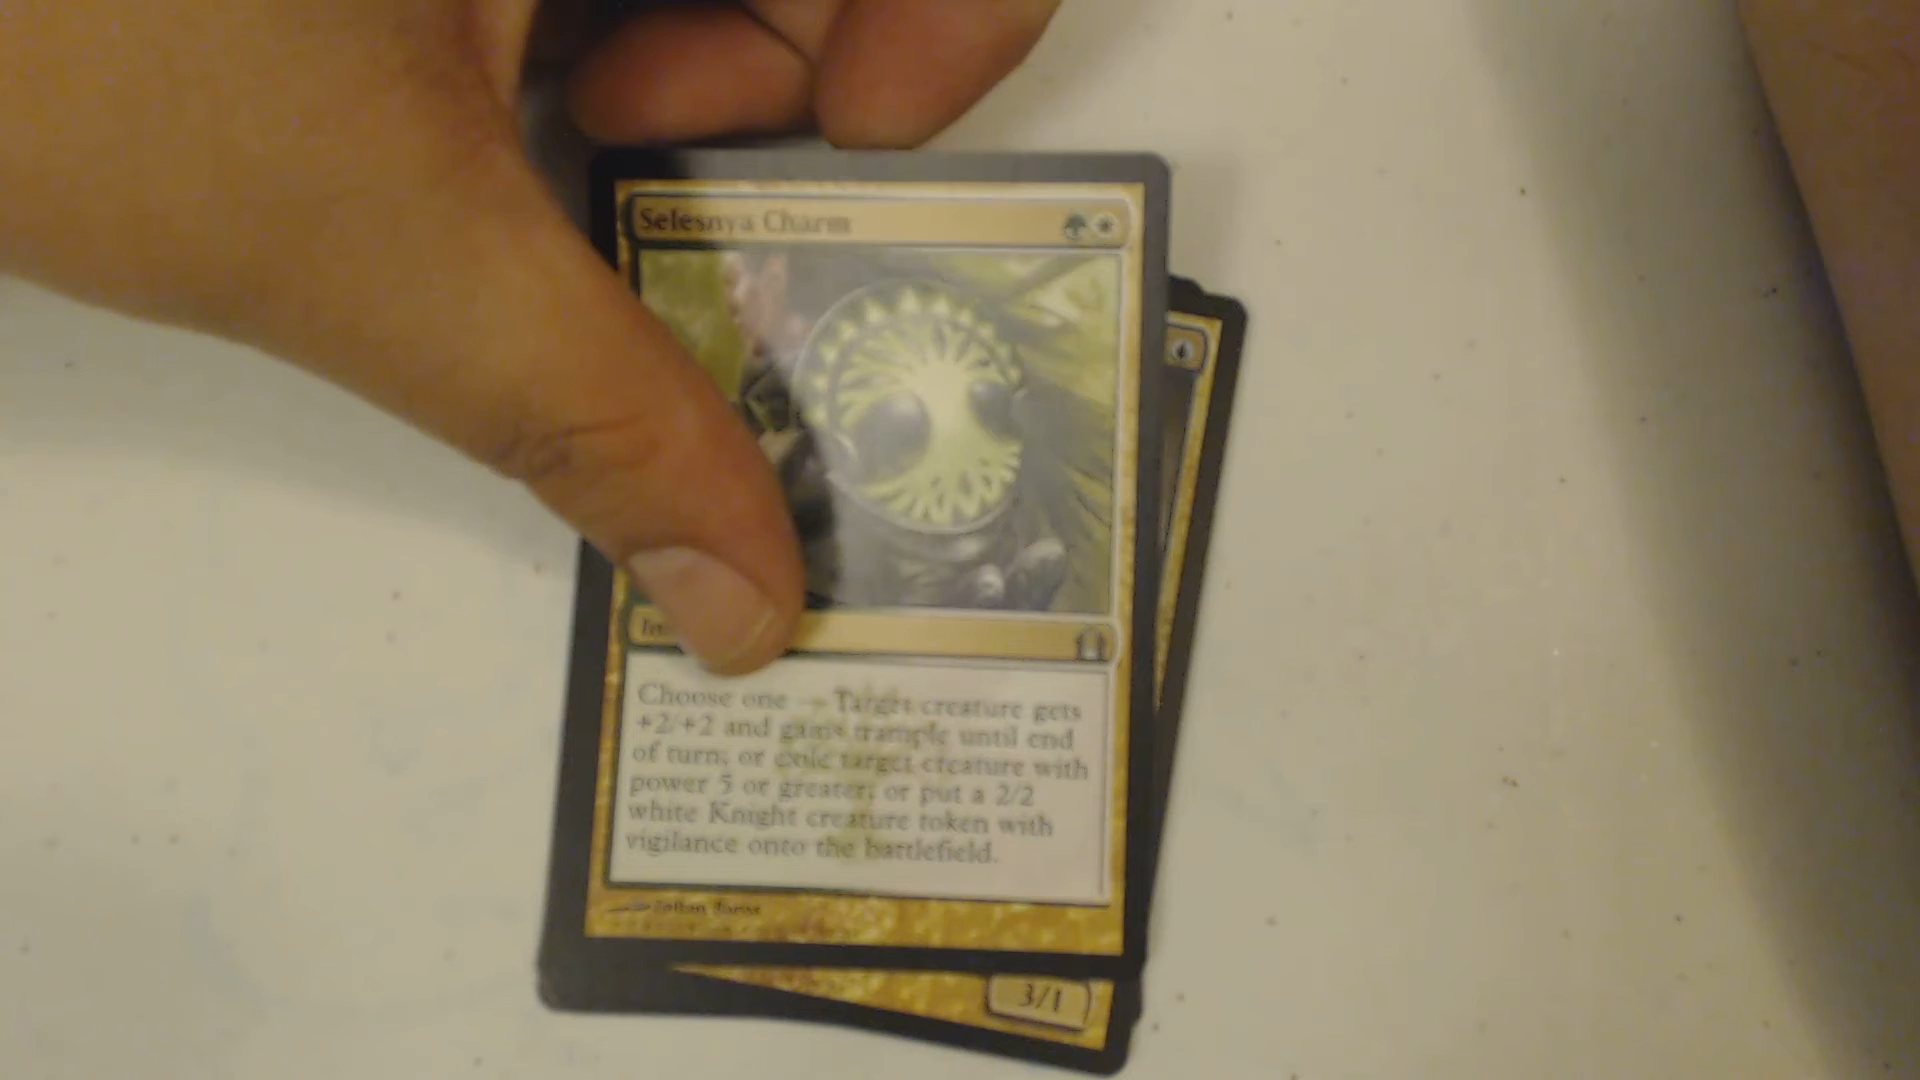 Selesnya Charm
Choose one — Target creature gets
+2/+2 and gains trample until end
of turn; or exile target creature with
power 5 or greater; or put a 2/2
white Knight creature token with
vigilance onto the battlefield.
3/1